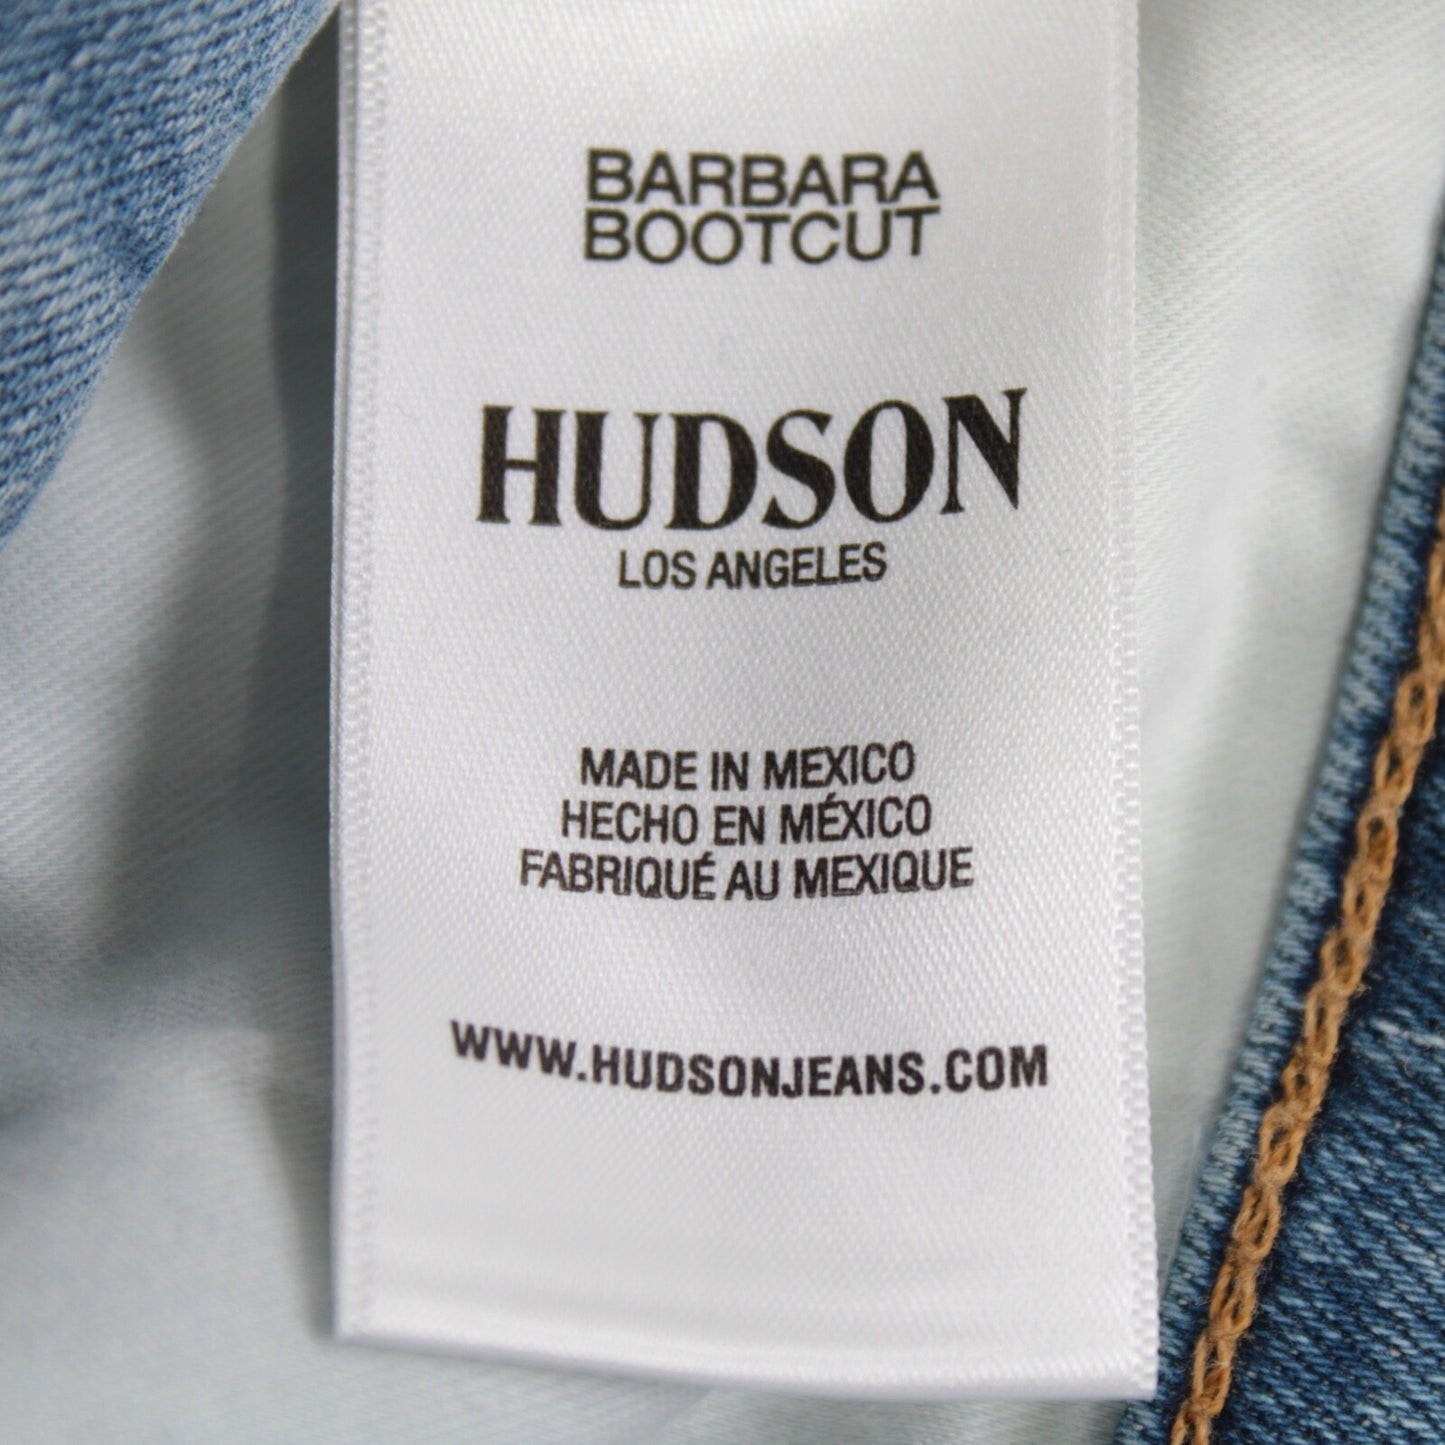 BARBARA
BOOTCUT
HUDSON
LOS ANGELES
MADE IN MEXICO
HECHO EN MÉXICO
FABRIQUÉ AU MEXIQUE
WWW.HUDSONJEANS.COM